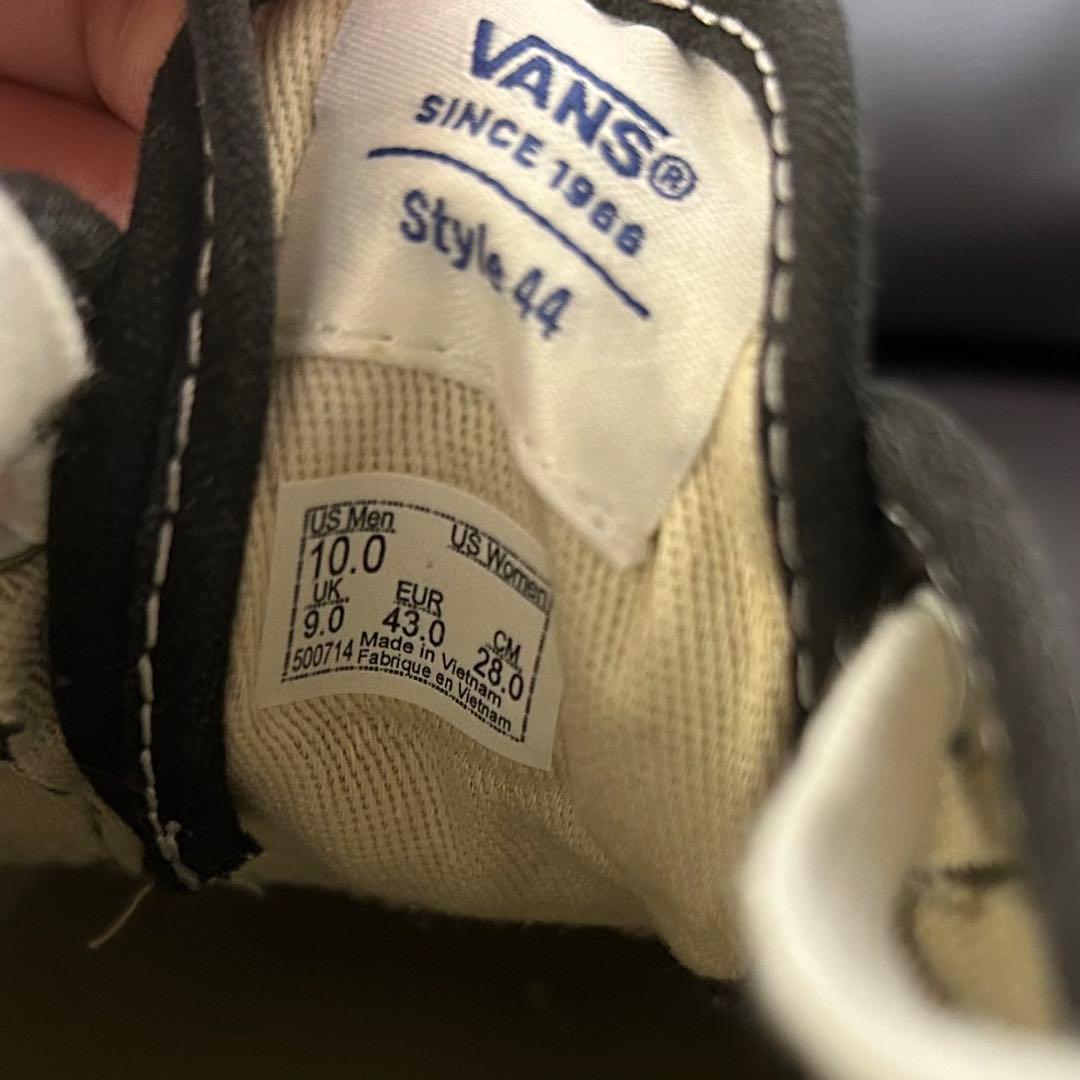 VANS®
SINCE 1966
Style 44
US Men US Women
10.0
UK EUR CM
9.0 43.0 28.0
500714 Made in Vietnam
Fabrique en Vietnam